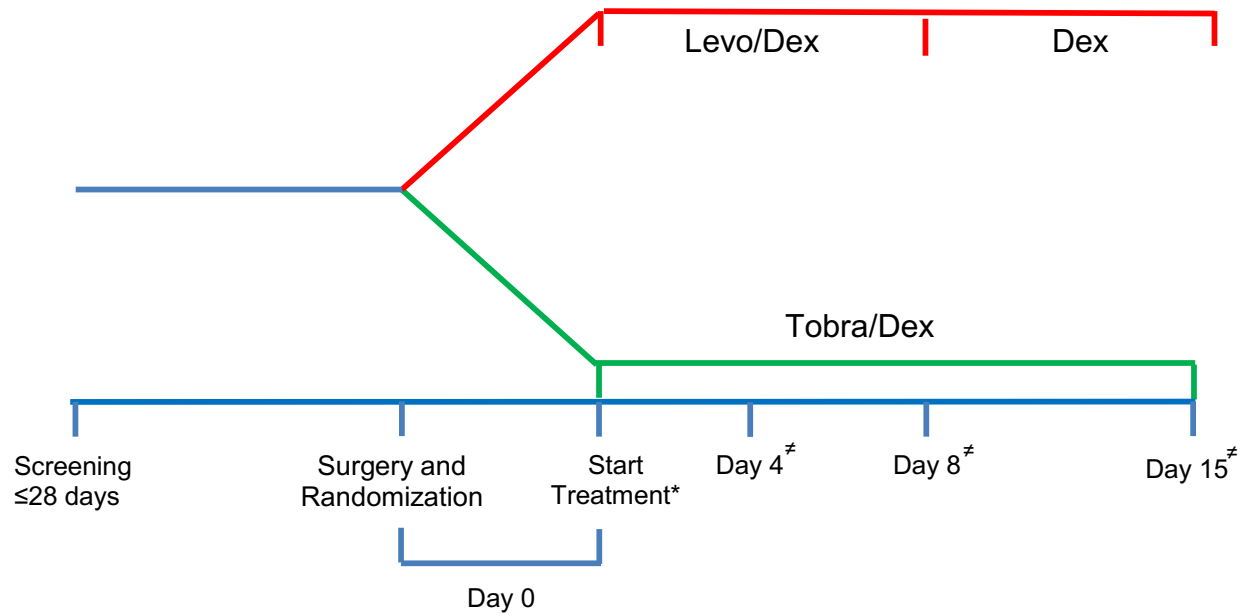 Levo/Dex
Dex
Tobra/Dex
Screening
≤28 days
Surgery and
Randomization
Start
Treatment*
Day 4≠
Day 8≠
Day 15≠
Day 0